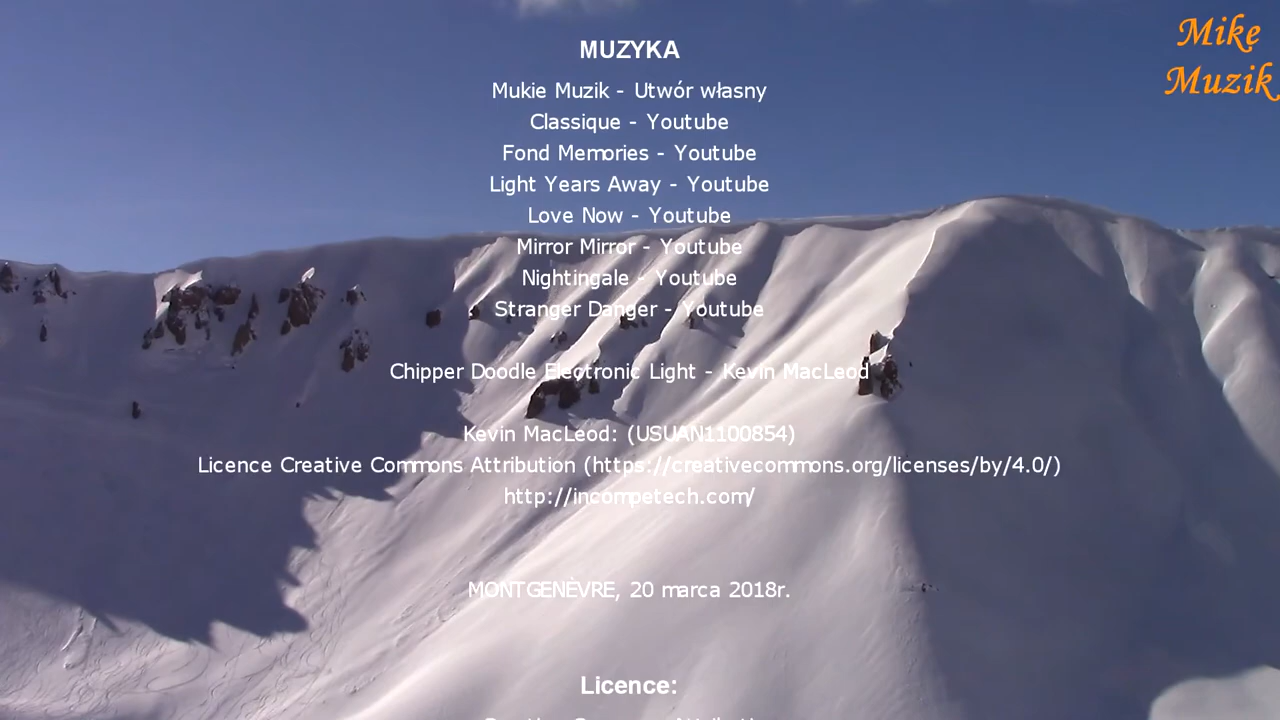 Mike
Muzik
MUZYKA
Mukie Muzik - Utwór własny
Classique - Youtube
Fond Memories - Youtube
Light Years Away - Youtube
Love Now - Youtube
Mirror Mirror - Youtube
Nightingale - Youtube
Stranger Danger - Youtube
Chipper Doodle Electronic Light - Kevin MacLeod
Kevin MacLeod: (USUAN1100854)
Licence Creative Commons Attribution (https://creativecommons.org/licenses/by/4.0/)
http://incompetech.com/
MONTGENÈVRE, 20 marca 2018r.
Licence: